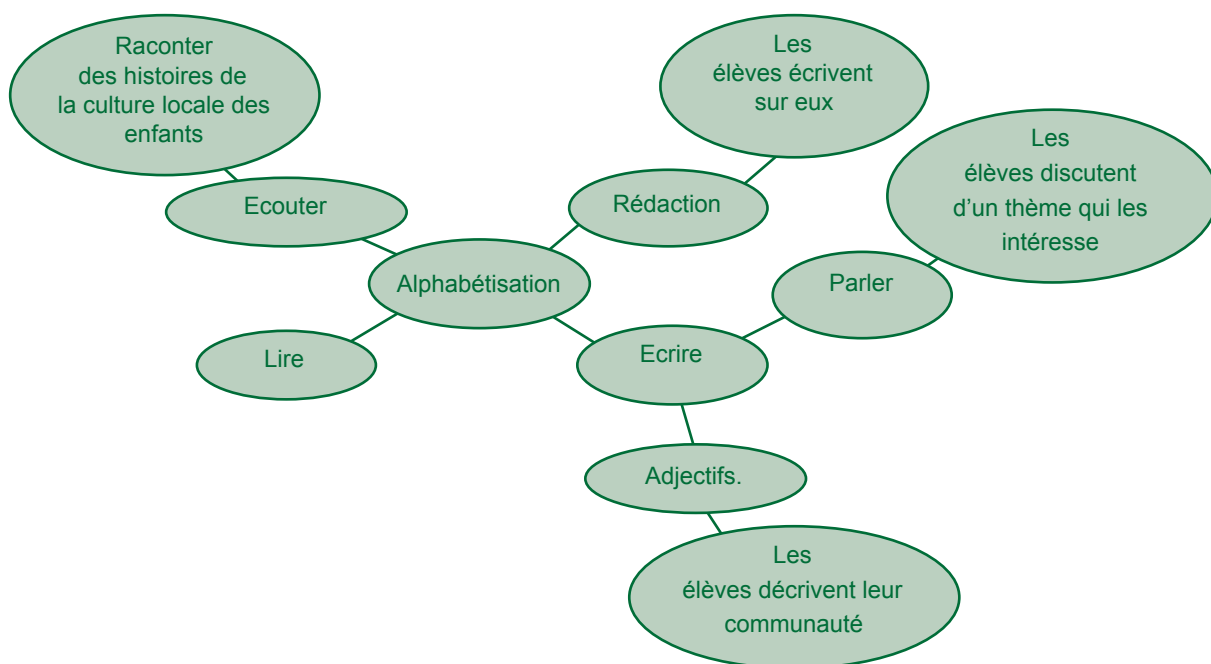 Raconter
des histoires de
la culture locale des
enfants
Les
élèves écrivent
sur eux
Les
élèves discutent
d'un thème qui les
intéresse
Ecouter
Rédaction
Alphabétisation
Parler
Lire
Ecrire
Adjectifs.
Les
élèves décrivent leur
communauté